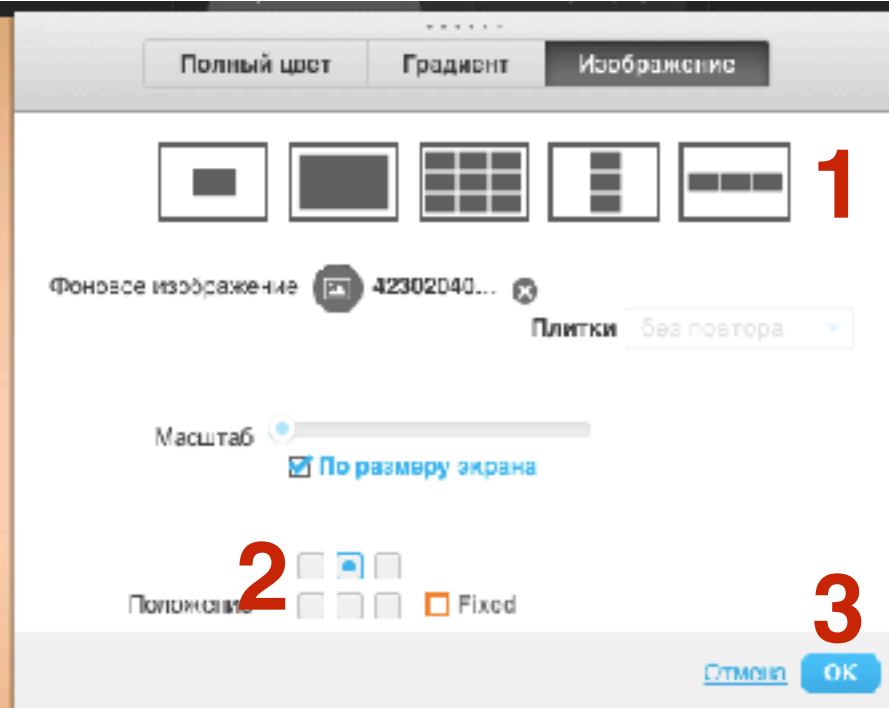 Полный цвет Градиент Изображение
1
Фоновое изображение 42302040...
Плитки без повтора
Масштаб
По размеру экрана
2
Положение Fixed
3
Отмена OK